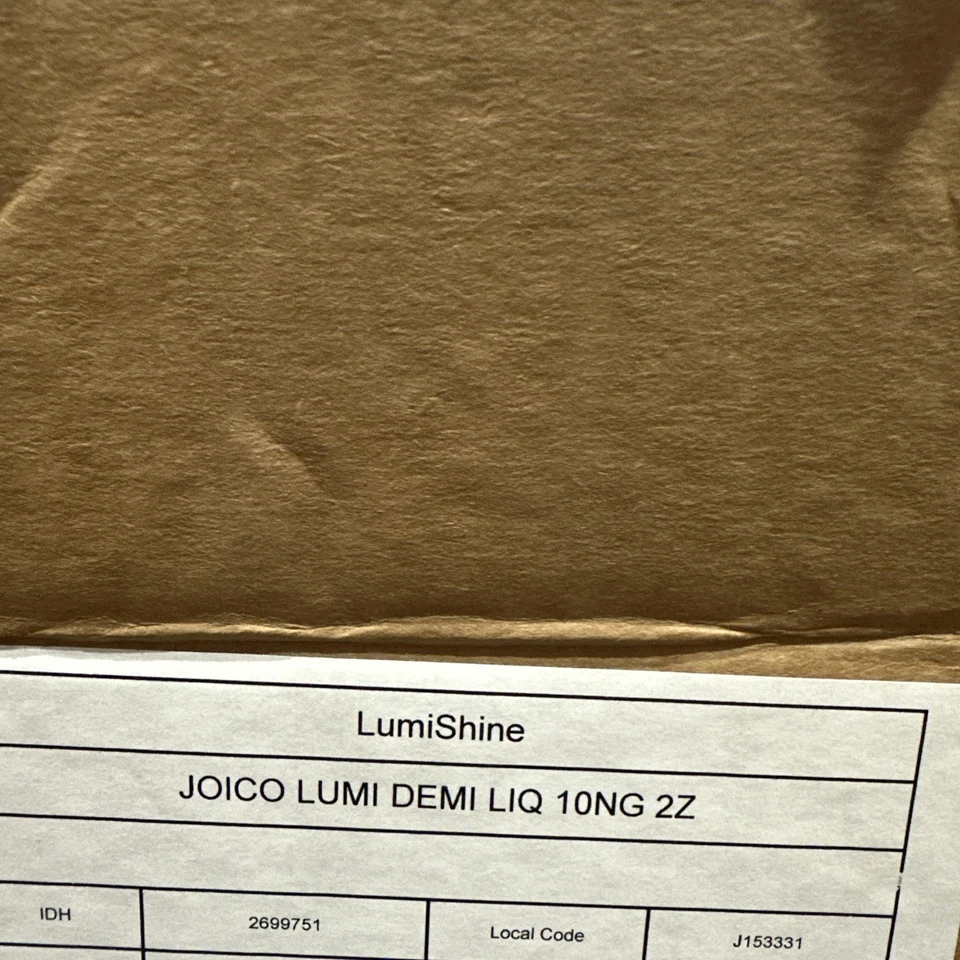 LumiShine
JOICO LUMI DEMI LIQ 10NG 2Z
IDH 2699751 Local Code J153331